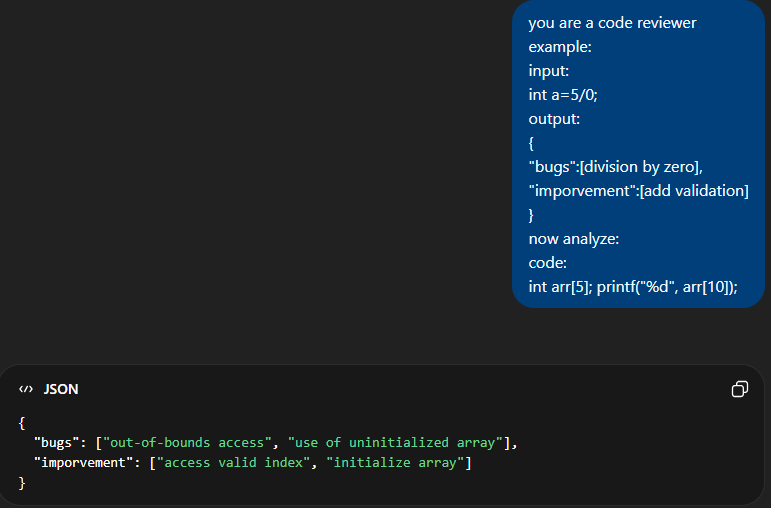 you are a code reviewer
example:
input:
int a=5/0;
output:
{
"bugs":[division by zero],
"imporvement":[add validation]
}
now analyze:
code:
int arr[5]; printf("%d", arr[10]);
</> JSON
{
  "bugs": ["out-of-bounds access", "use of uninitialized array"],
  "imporvement": ["access valid index", "initialize array"]
}